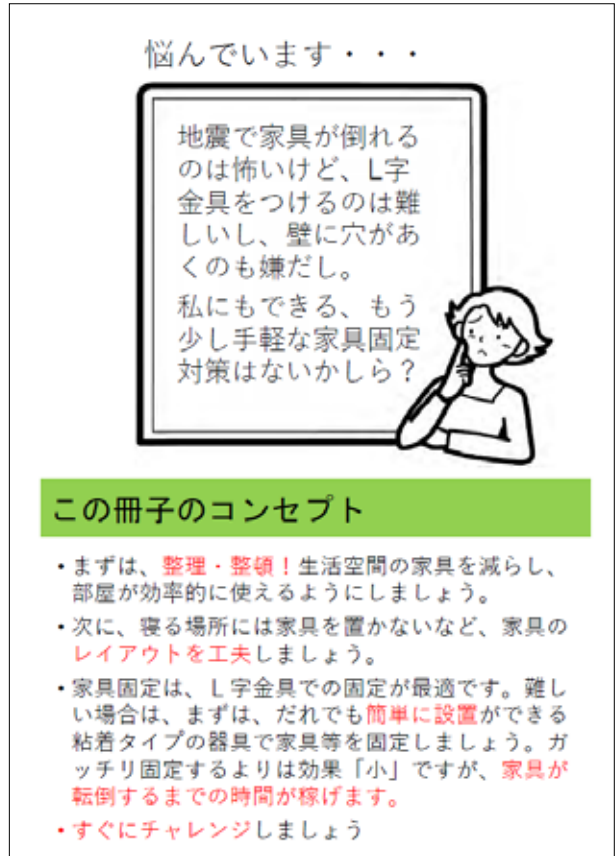 悩んでいます・・・
地震で家具が倒れる
のは怖いけど、L字
金具をつけるのは難
しいし、壁に穴があ
くのも嫌だし。
私にもできる、もう
少し手軽な家具固定
対策はないかしら？
この冊子のコンセプト
・まずは、整理・整頓！生活空間の家具を減らし、
部屋が効率的に使えるようにしましょう。
・次に、寝る場所には家具を置かないなど、家具の
レイアウトを工夫しましょう。
・家具固定は、Ｌ字金具での固定が最適です。難し
い場合は、まずは、だれでも簡単に設置ができる
粘着タイプの器具で家具等を固定しましょう。ガ
ッチリ固定するよりは効果「小」ですが、家具が
転倒するまでの時間が稼げます。
・すぐにチャレンジしましょう